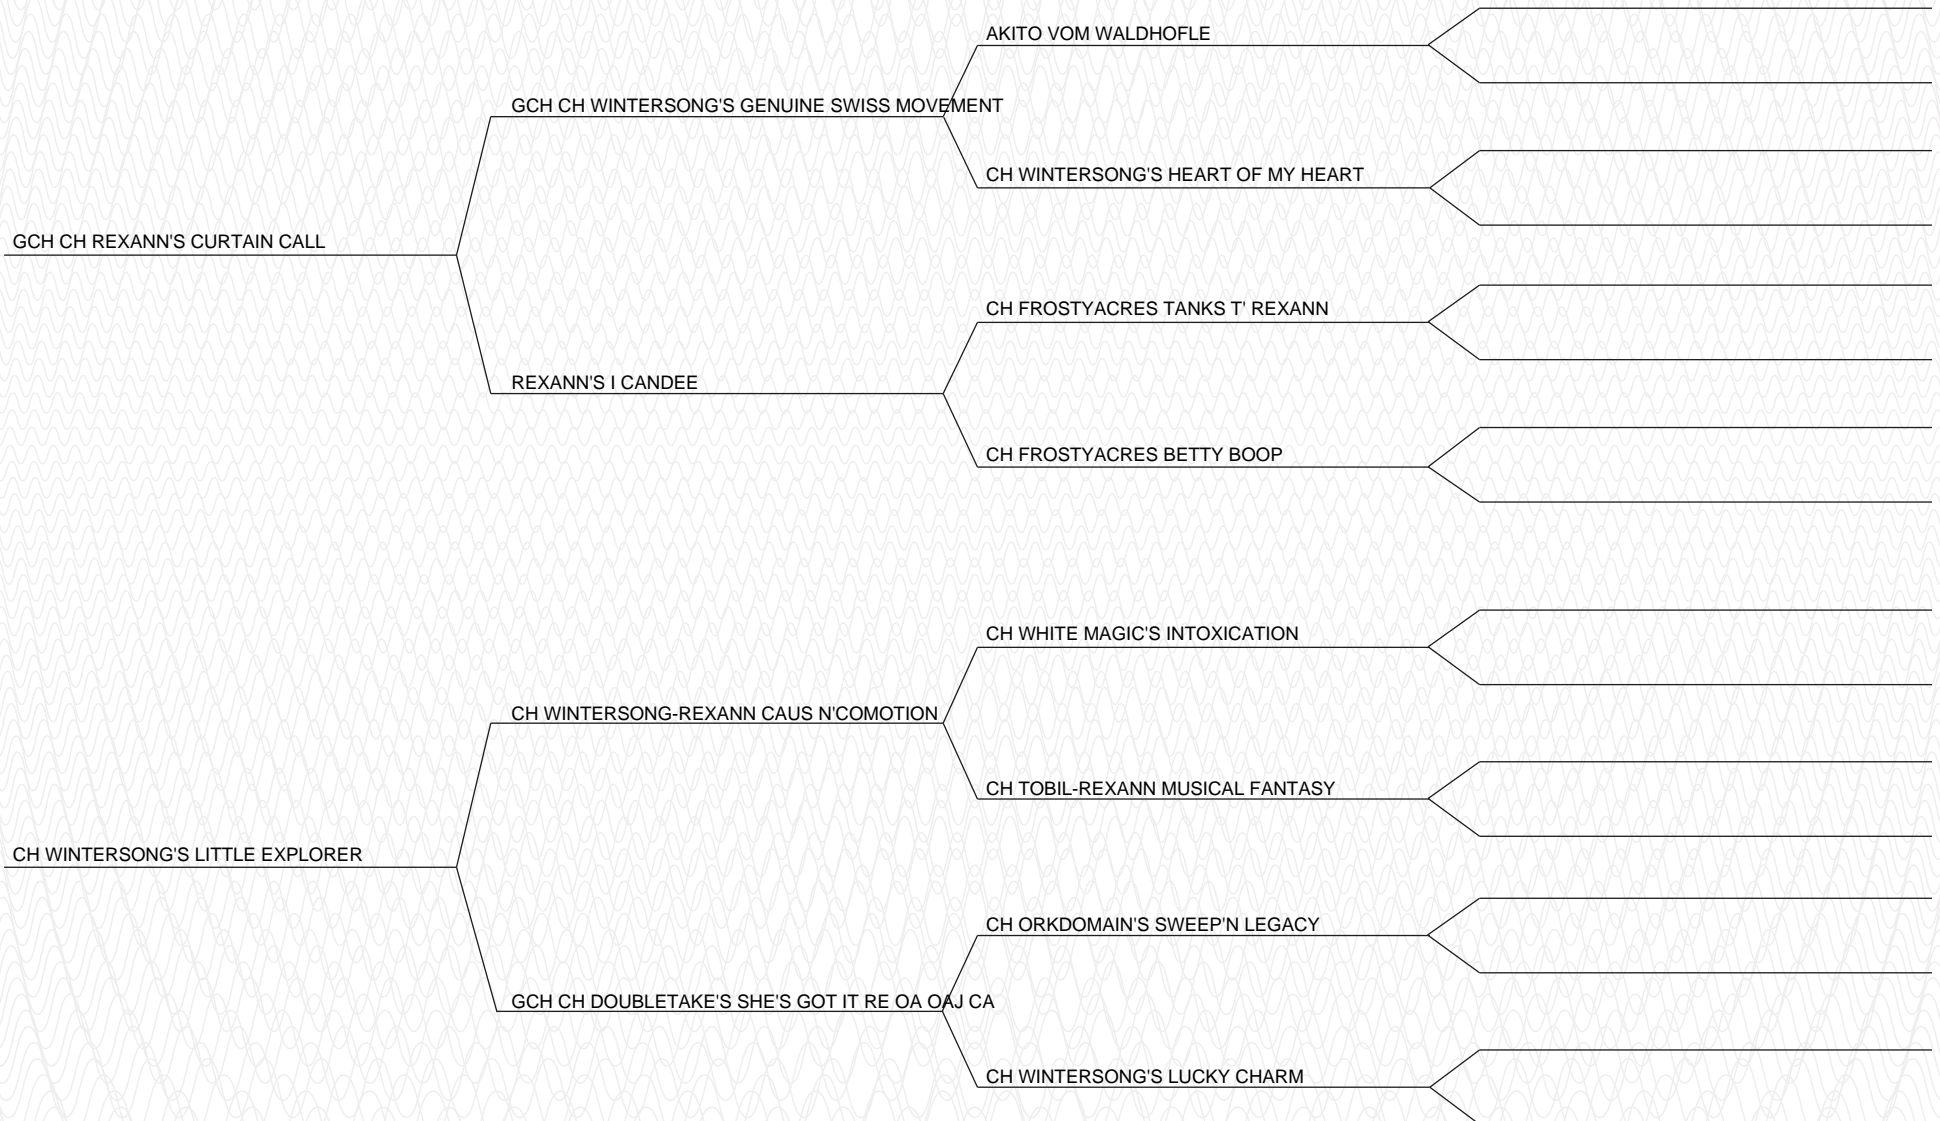 AKITO VOM WALDHOFLE
GCH CH WINTERSONG'S GENUINE SWISS MOVEMENT
CH WINTERSONG'S HEART OF MY HEART
GCH CH REXANN'S CURTAIN CALL
CH FROSTYACRES TANKS T' REXANN
REXANN'S I CANDEE
CH FROSTYACRES BETTY BOOP
CH WHITE MAGIC'S INTOXICATION
CH WINTERSONG-REXANN CAUS N'COMOTION
CH TOBIL-REXANN MUSICAL FANTASY
CH WINTERSONG'S LITTLE EXPLORER
CH ORKDOMAIN'S SWEEP'N LEGACY
GCH CH DOUBLETAKE'S SHE'S GOT IT RE OA OAJ CA
CH WINTERSONG'S LUCKY CHARM